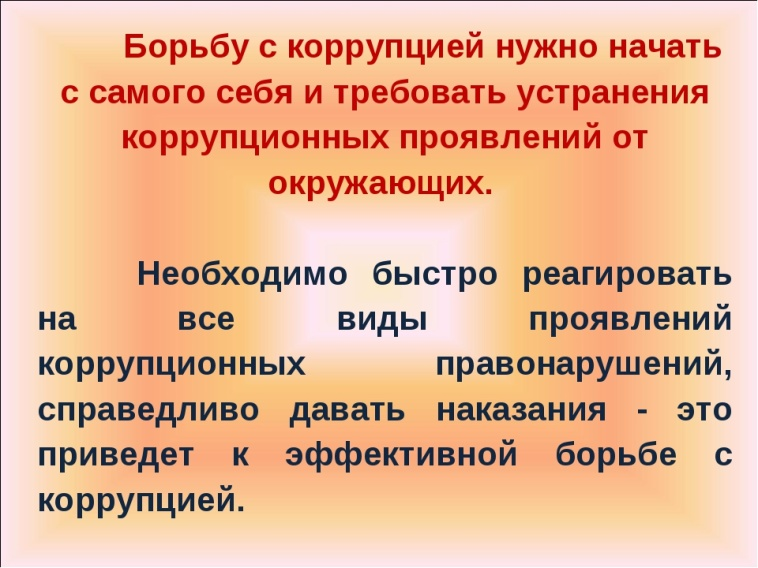 Борьбу с коррупцией нужно начать
с самого себя и требовать устранения
коррупционных проявлений от
окружающих.
Необходимо быстро реагировать
на все виды проявлений
коррупционных правонарушений,
справедливо давать наказания - это
приведет к эффективной борьбе с
коррупцией.